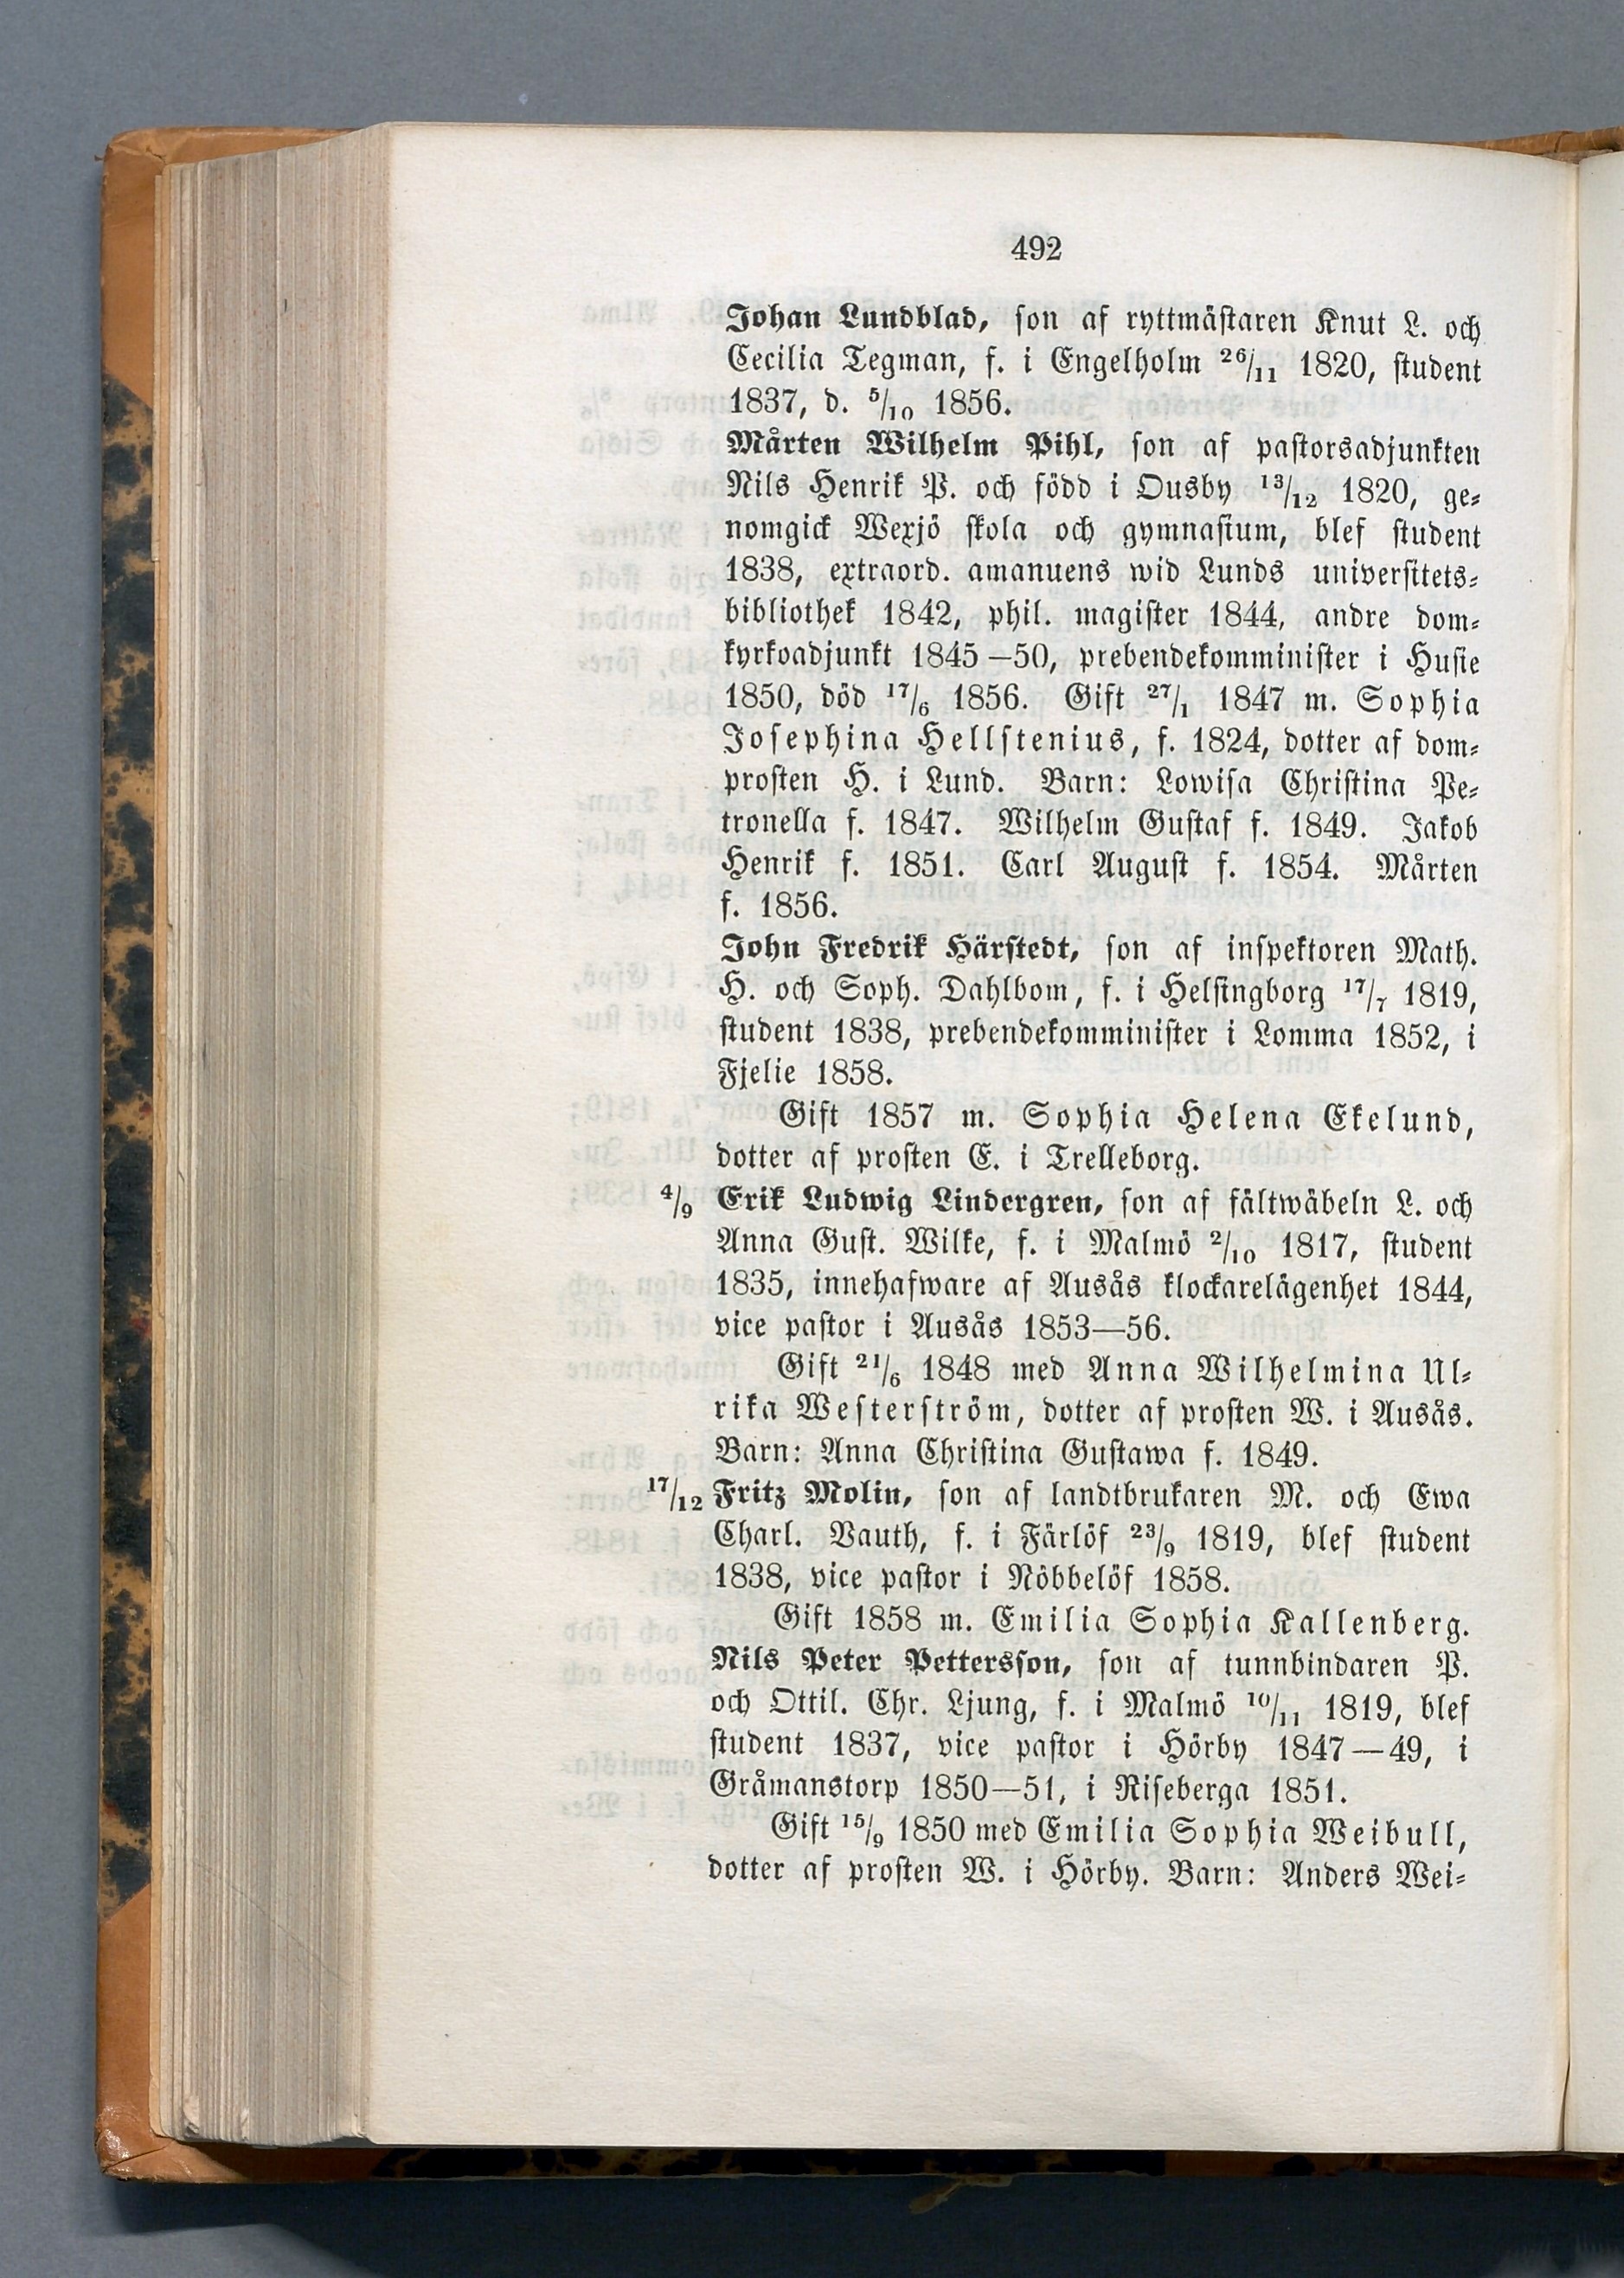 492
Johan Lundblad, son af ryttmästaren Knut L. och
Cecilia Tegman, f. i Engelholm 26/11 1820, student
1837, d. 5/10 1856.
Mårten Wilhelm Pihl, son af pastorsadjunkten
Nils Henrik P. och född i Ousby 13/12 1820, ge-
nomgick Wexjö skola och gymnasium, blef student
1838, extraord. amanuens wid Lunds universitets-
bibliothek 1842, phil. magister 1844, andre dom-
kyrkoadjunkt 1845—50, prebendekomminister i Husie
1850, död 17/6 1856. Gift 27/1 1847 m. Sophia
Josephina Hellstenius, f. 1824, dotter af dom-
prosten H. i Lund. Barn: Lowisa Christina Pe-
tronella f. 1847. Wilhelm Gustaf f. 1849. Jakob
Henrik f. 1851. Carl August f. 1854. Mårten
f. 1856.
John Fredrik Härstedt, son af inspektoren Math.
H. och Soph. Dahlbom, f. i Helsingborg 17/7 1819,
student 1838, prebendekomminister i Lomma 1852, i
Fjelie 1858.
Gift 1857 m. Sophia Helena Ekelund,
dotter af prosten E. i Trelleborg.
4/9 Erik Ludwig Lindergren, son af fältwäbeln L. och
Anna Gust. Wilke, f. i Malmö 2/10 1817, student
1835, innehafware af Ausås klockarelägenhet 1844,
vice pastor i Ausås 1853—56.
Gift 21/6 1848 med Anna Wilhelmina Ul-
rika Westerström, dotter af prosten W. i Ausås.
Barn: Anna Christina Gustawa f. 1849.
17/12 Fritz Molin, son af landtbrukaren M. och Ewa
Charl. Vauth, f. i Färlöf 23/9 1819, blef student
1838, vice pastor i Nöbbelöf 1858.
Gift 1858 m. Emilia Sophia Kallenberg.
Nils Peter Pettersson, son af tunnbindaren P.
och Ottil. Chr. Ljung, f. i Malmö 10/11 1819, blef
student 1837, vice pastor i Hörby 1847—49, i
Gråmanstorp 1850—51, i Riseberga 1851.
Gift 15/9 1850 med Emilia Sophia Weibull,
dotter af prosten W. i Hörby. Barn: Anders Wei-